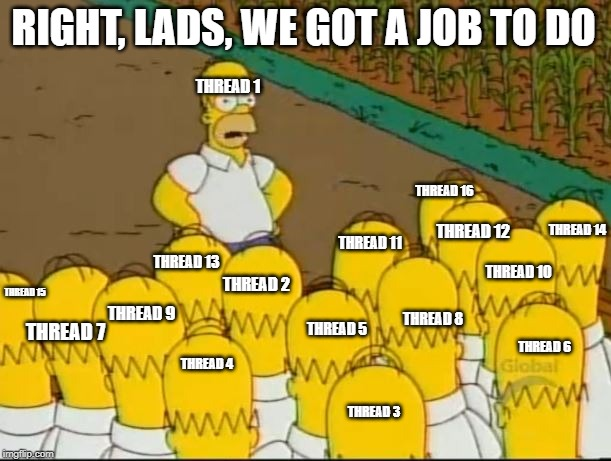 RIGHT, LADS, WE GOT A JOB TO DO
THREAD 1
THREAD 16
THREAD 14
THREAD 12
THREAD 11
THREAD 13
THREAD 10
THREAD 2
THREAD 15
THREAD 9
THREAD 8
THREAD 7
THREAD 5
THREAD 6
THREAD 4
Global
THREAD 3
imgflip.com